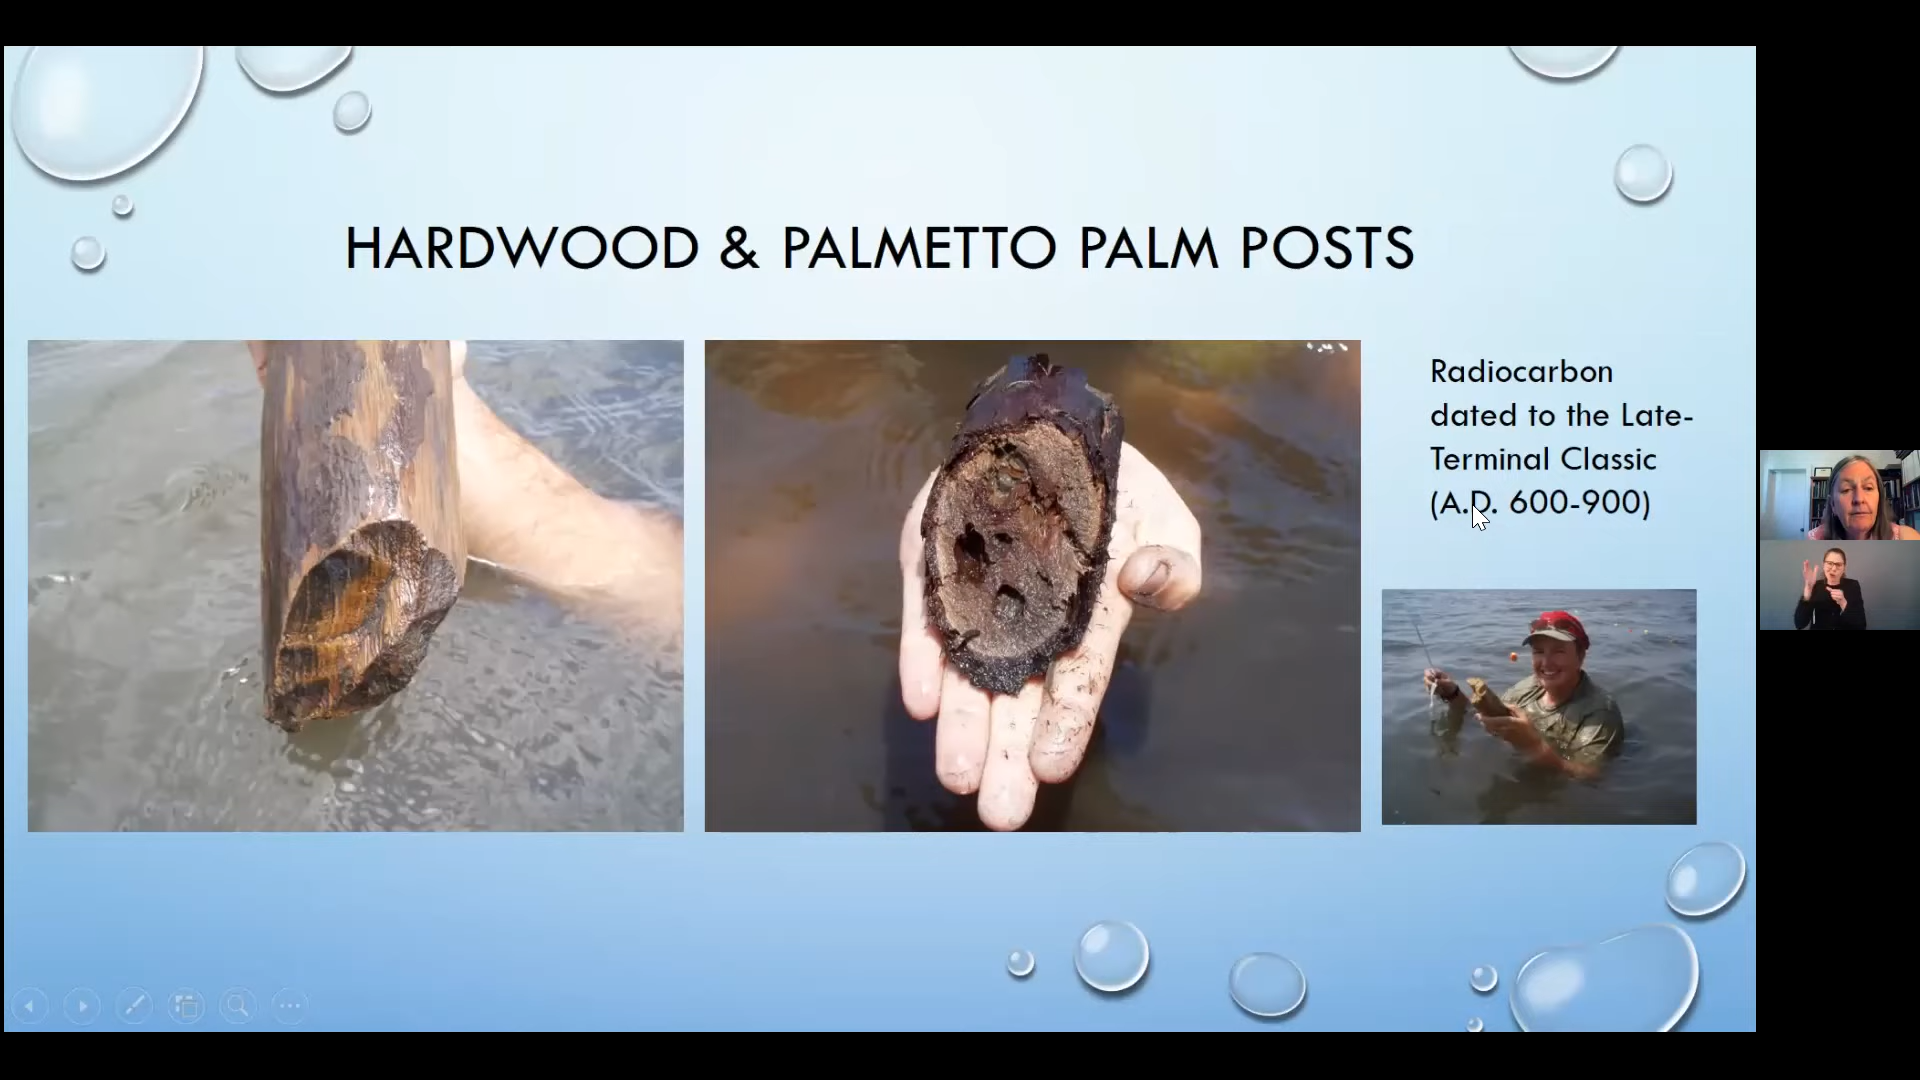 HARDWOOD & PALMETTO PALM POSTS
Radiocarbon
dated to the Late-
Terminal Classic
(A.D. 600-900)